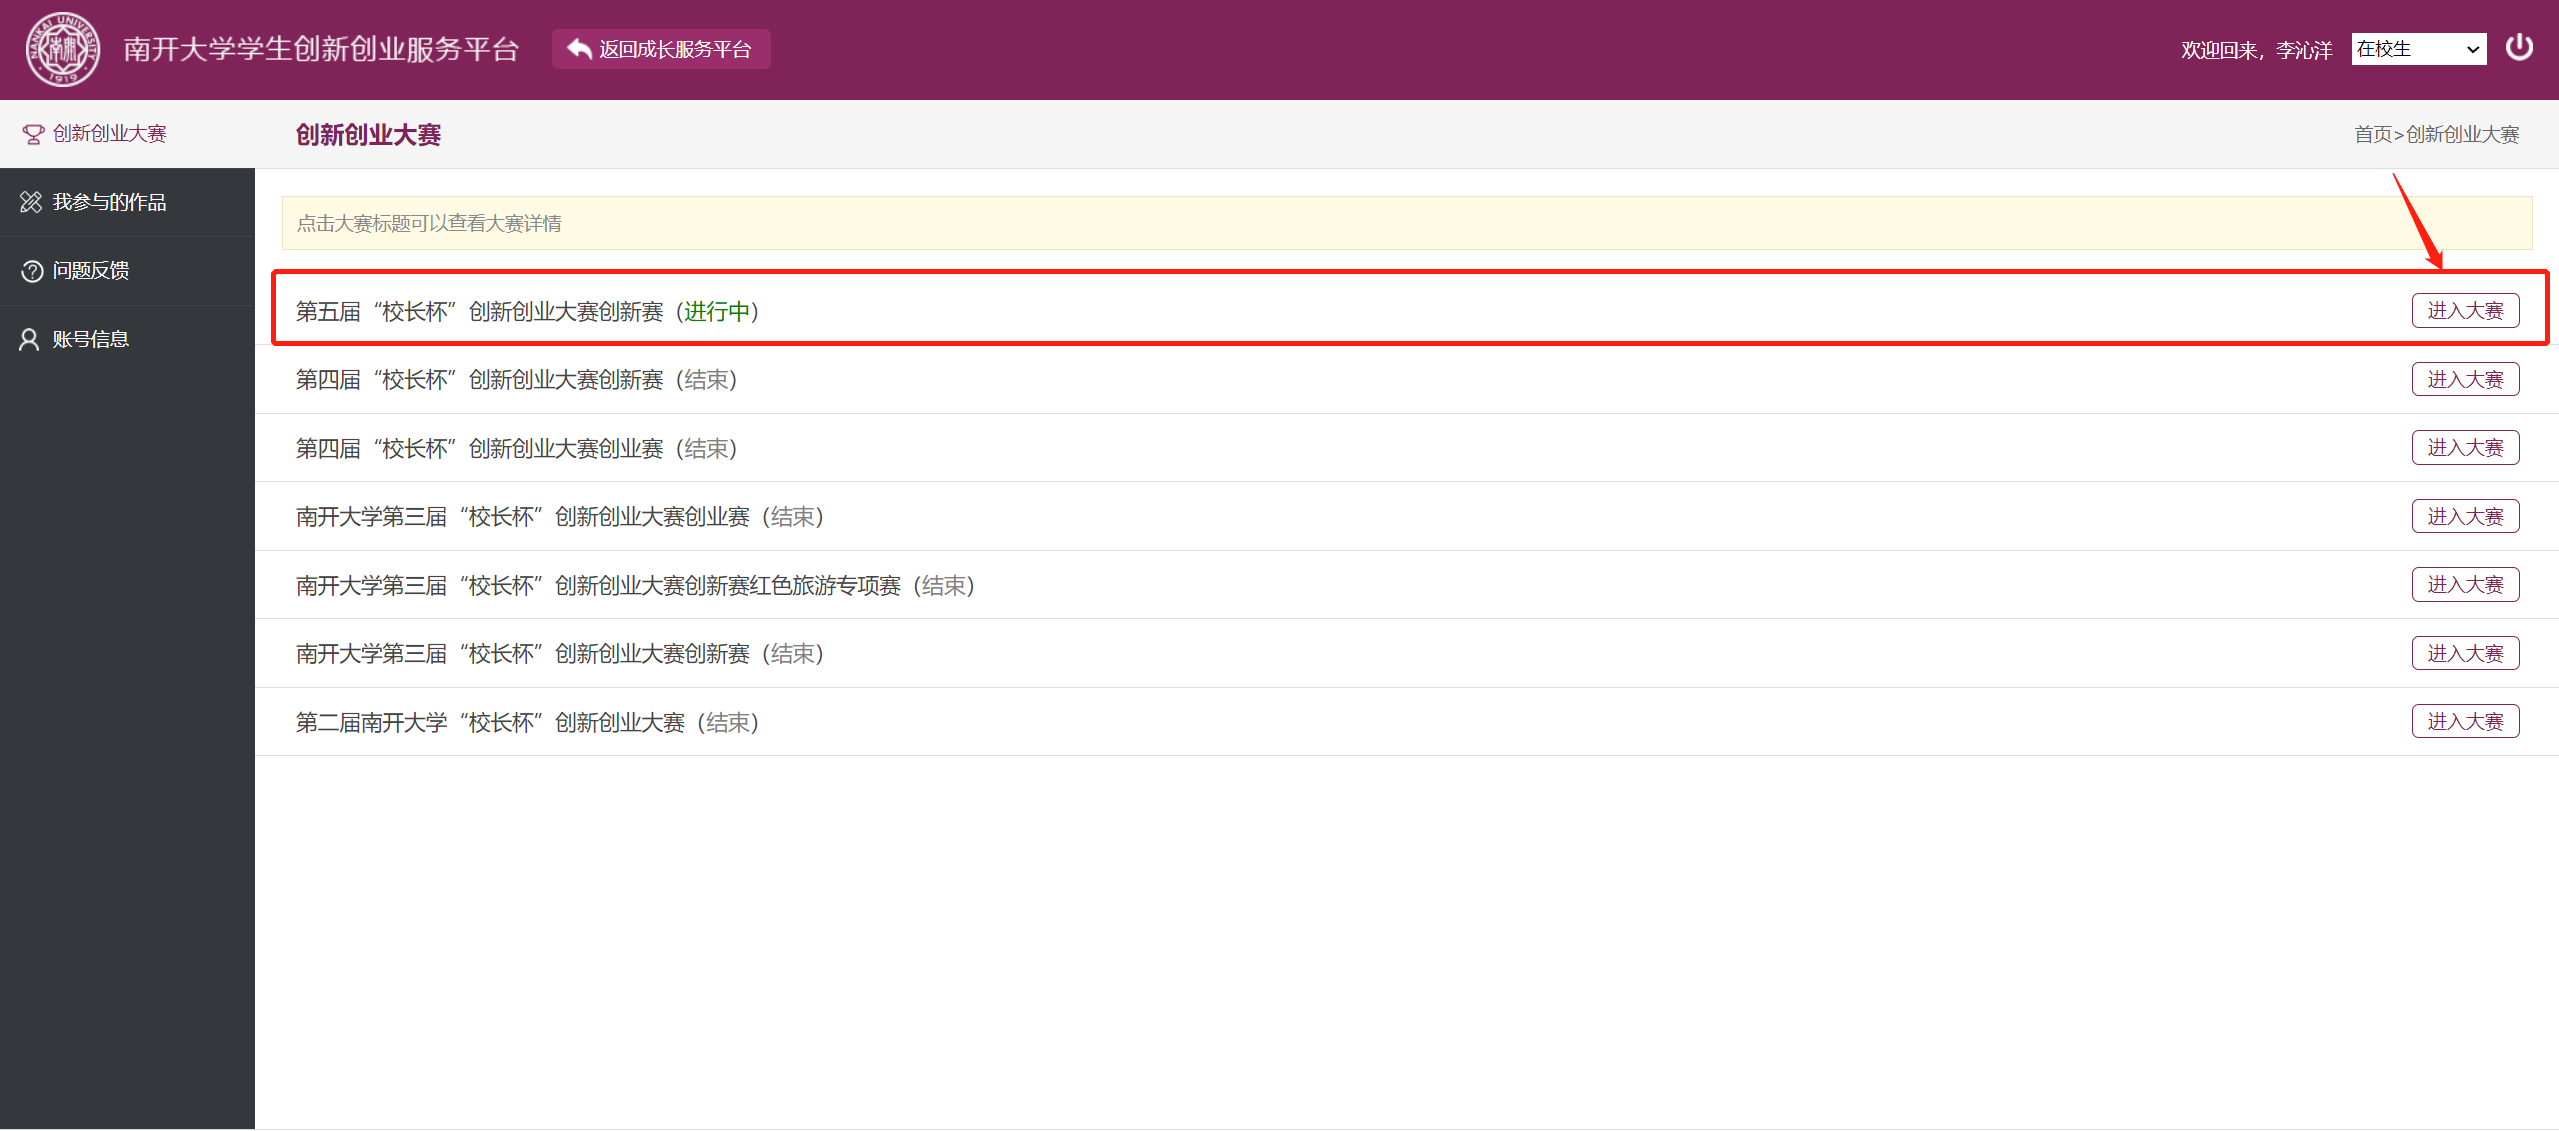 NANKAI UNIVERSITY
1919
南开大学学生创新创业服务平台
返回成长服务平台
欢迎回来，李沁洋
在校生
创新创业大赛
创新创业大赛
首页>创新创业大赛
我参与的作品
问题反馈
账号信息
点击大赛标题可以查看大赛详情
第五届“校长杯”创新创业大赛创新赛（进行中） 进入大赛
第四届“校长杯”创新创业大赛创新赛（结束） 进入大赛
第四届“校长杯”创新创业大赛创业赛（结束） 进入大赛
南开大学第三届“校长杯”创新创业大赛创业赛（结束） 进入大赛
南开大学第三届“校长杯”创新创业大赛创新赛红色旅游专项赛（结束） 进入大赛
南开大学第三届“校长杯”创新创业大赛创新赛（结束） 进入大赛
第二届南开大学“校长杯”创新创业大赛（结束） 进入大赛